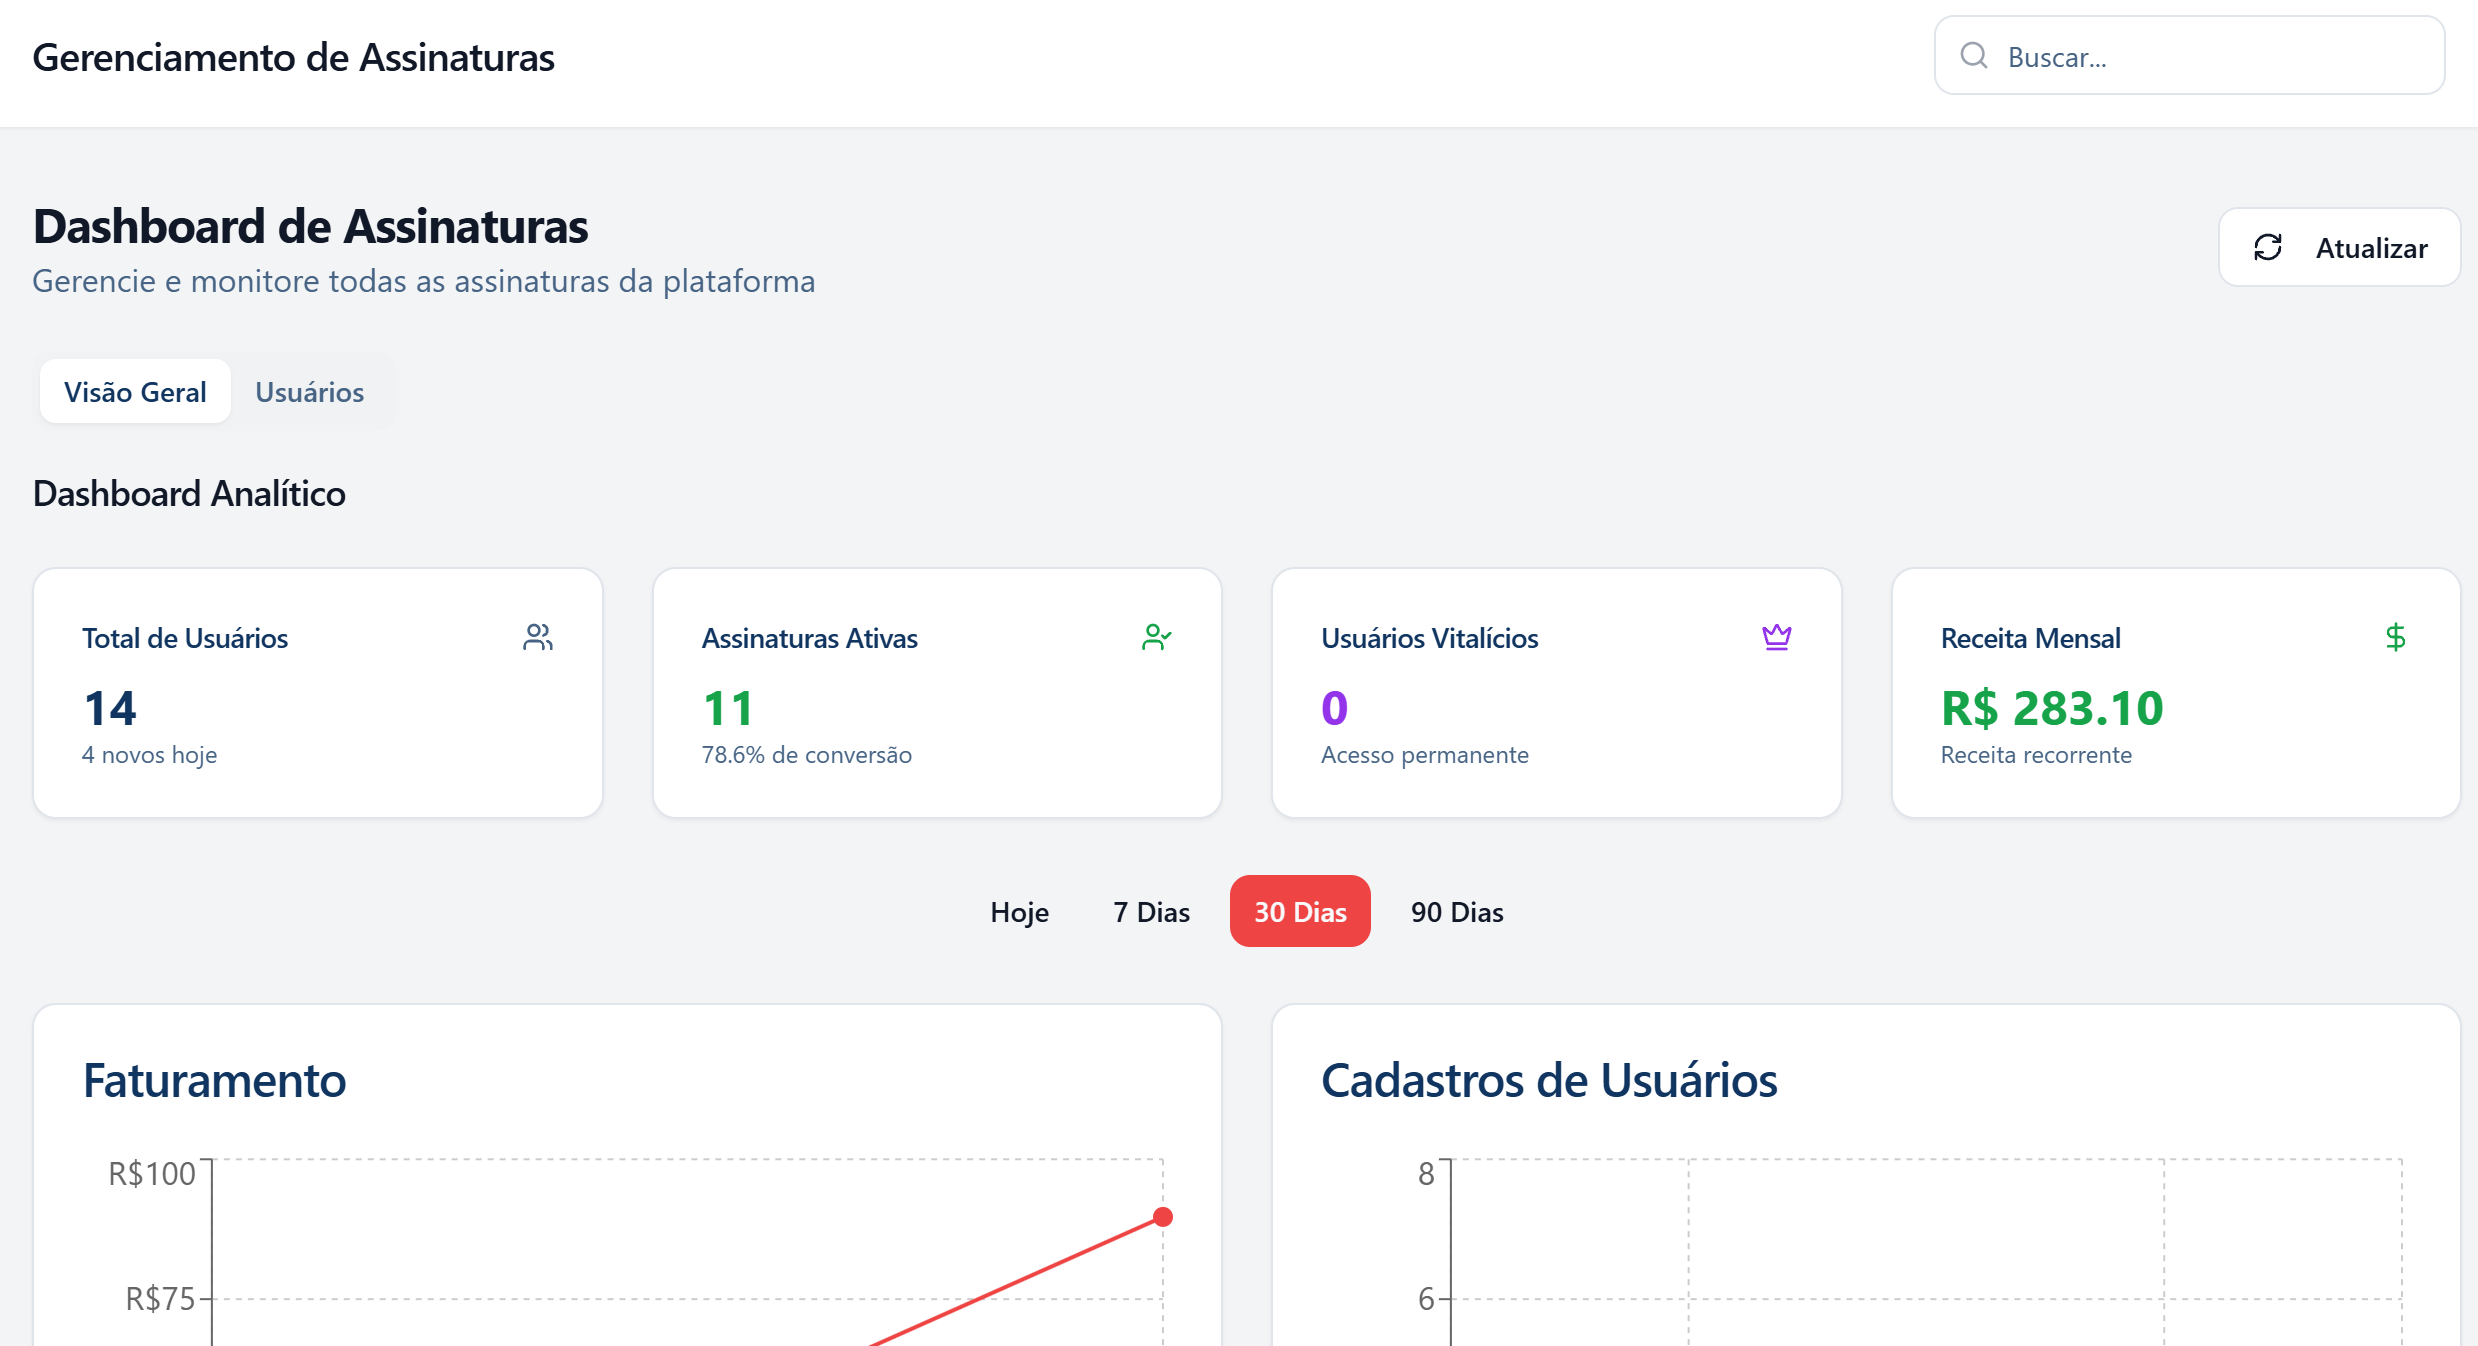 Gerenciamento de Assinaturas
Buscar...
Dashboard de Assinaturas
Gerencie e monitore todas as assinaturas da plataforma
Atualizar
Visão Geral
Usuários
Dashboard Analítico
Total de Usuários
14
4 novos hoje
Assinaturas Ativas
11
78.6% de conversão
Usuários Vitalícios
0
Acesso permanente
Receita Mensal
R$ 283.10
Receita recorrente
Hoje
7 Dias
30 Dias
90 Dias
Faturamento
R$100
R$75
Cadastros de Usuários
8
6